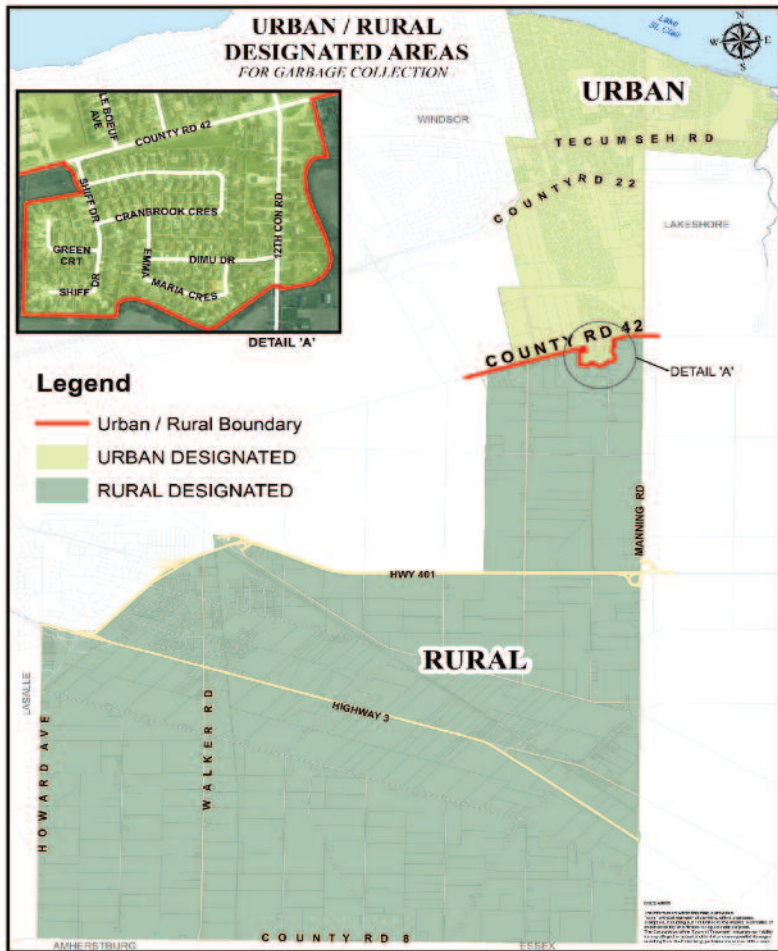 URBAN / RURAL
DESIGNATED AREAS
FOR GARBAGE COLLECTION
Lake
St. Clair
N
W
E
S
URBAN
WINDSOR
TECUMSEH RD
COUNTY RD 22
LAKESHORE
LE BOEUF
AVE
COUNTY RD 42
SHIFF DR
CRANBROOK CRES
12TH CON RD
GREEN
CRT
EMMA
DIMU DR
MARIA CRES
SHIFF
DR
DETAIL 'A'
COUNTY RD 42
DETAIL 'A'
Legend
Urban / Rural Boundary
URBAN DESIGNATED
RURAL DESIGNATED
MANNING RD
HWY 401
RURAL
LASALLE
HIGHWAY 3
HOWARD AVE
WALKER RD
COUNTY RD 8
AMHERSTBURG
ESSEX